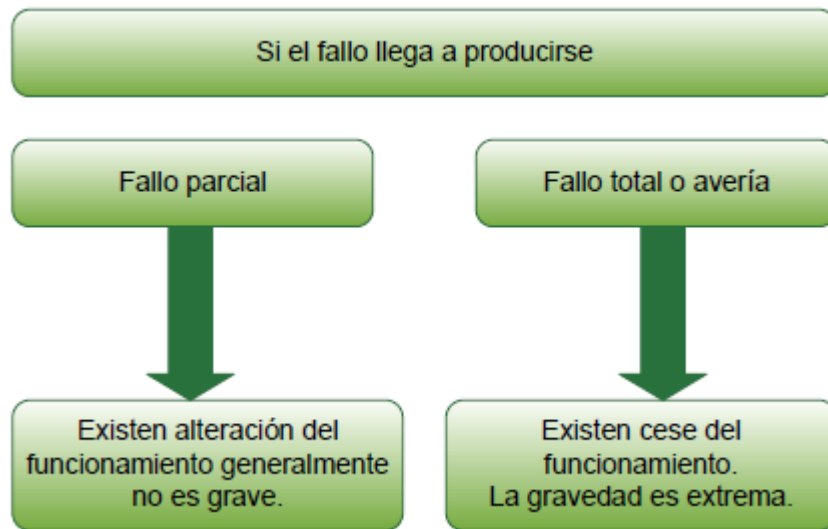 Si el fallo llega a producirse
Fallo parcial
Fallo total o avería
Existen alteración del
funcionamiento generalmente
no es grave.
Existen cese del
funcionamiento.
La gravedad es extrema.